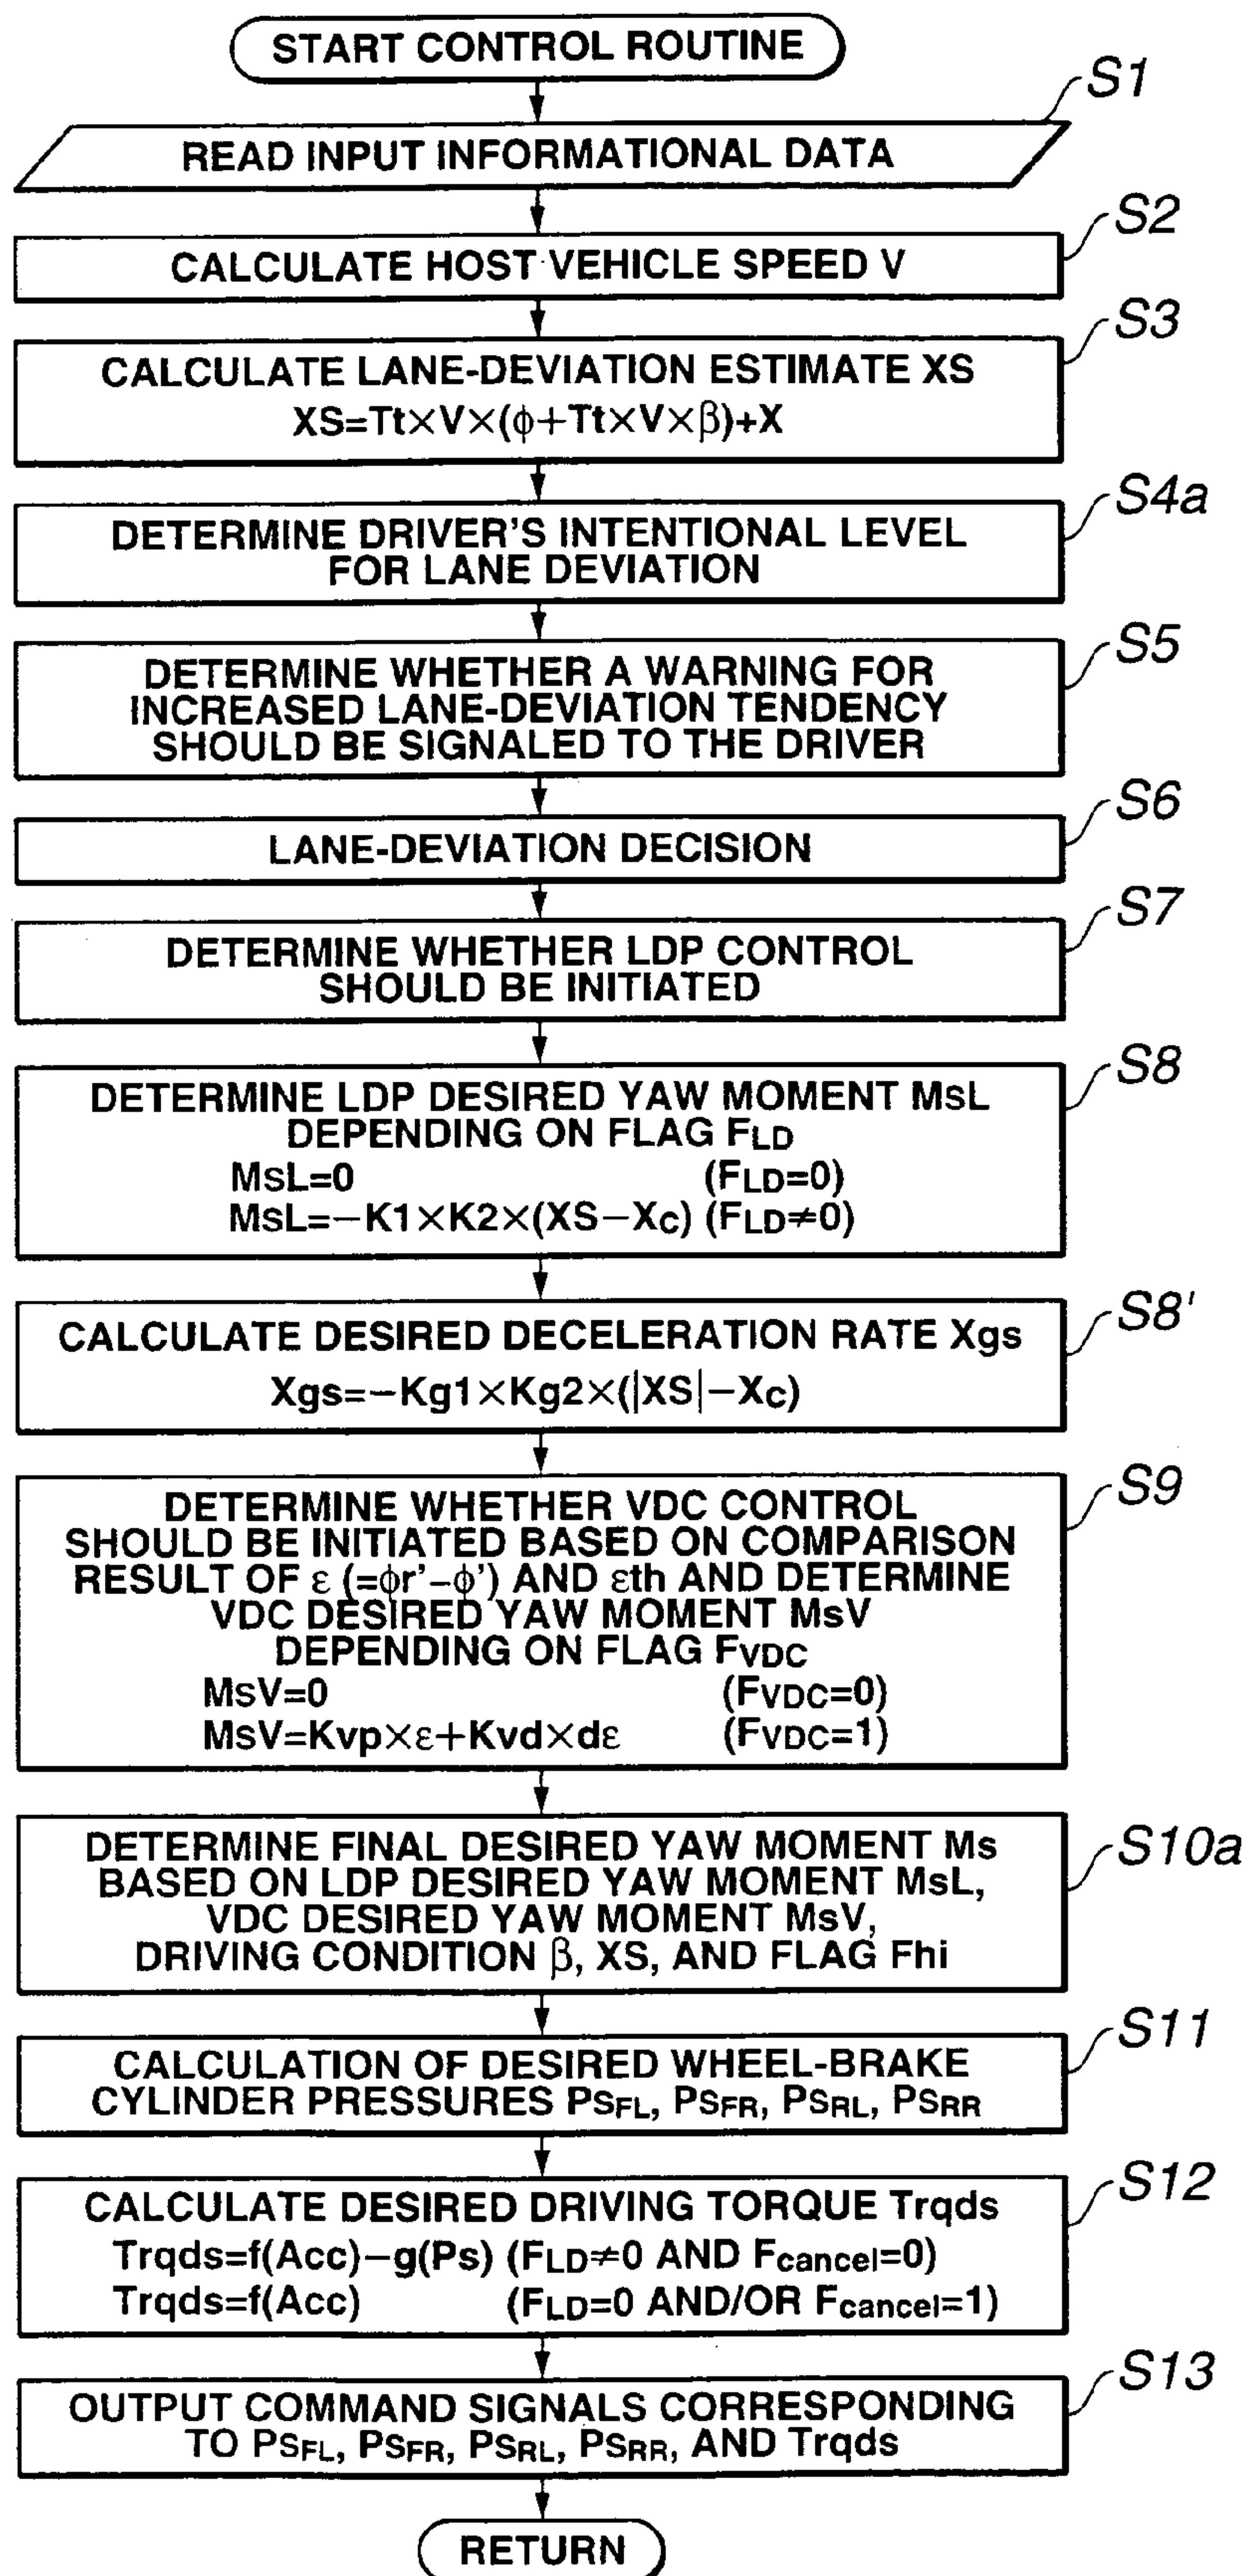 START CONTROL ROUTINE
S1
READ INPUT INFORMATIONAL DATA
S2
CALCULATE HOST VEHICLE SPEED V
S3
CALCULATE LANE-DEVIATION ESTIMATE XS
XS=Tt×V×(ϕ+Tt×V×β)+X
S4a
DETERMINE DRIVER'S INTENTIONAL LEVEL
FOR LANE DEVIATION
S5
DETERMINE WHETHER A WARNING FOR
INCREASED LANE-DEVIATION TENDENCY
SHOULD BE SIGNALED TO THE DRIVER
S6
LANE-DEVIATION DECISION
S7
DETERMINE WHETHER LDP CONTROL
SHOULD BE INITIATED
S8
DETERMINE LDP DESIRED YAW MOMENT MsL
DEPENDING ON FLAG FLD
MsL=0 (FLD=0)
MsL=−K1×K2×(XS−Xc) (FLD≠0)
S8'
CALCULATE DESIRED DECELERATION RATE Xgs
Xgs=−Kg1×Kg2×(|XS|−Xc)
S9
DETERMINE WHETHER VDC CONTROL
SHOULD BE INITIATED BASED ON COMPARISON
RESULT OF ε (=ϕr'−ϕ') AND εth AND DETERMINE
VDC DESIRED YAW MOMENT MsV
DEPENDING ON FLAG FVDC
MsV=0 (FVDC=0)
MsV=Kvp×ε+Kvd×dε (FVDC=1)
S10a
DETERMINE FINAL DESIRED YAW MOMENT Ms
BASED ON LDP DESIRED YAW MOMENT MsL,
VDC DESIRED YAW MOMENT MsV,
DRIVING CONDITION β, XS, AND FLAG Fhi
S11
CALCULATION OF DESIRED WHEEL-BRAKE
CYLINDER PRESSURES PSFL, PSFR, PSRL, PSRR
S12
CALCULATE DESIRED DRIVING TORQUE Trqds
Trqds=f(Acc)−g(Ps) (FLD≠0 AND Fcancel=0)
Trqds=f(Acc) (FLD=0 AND/OR Fcancel=1)
S13
OUTPUT COMMAND SIGNALS CORRESPONDING
TO PSFL, PSFR, PSRL, PSRR, AND Trqds
RETURN